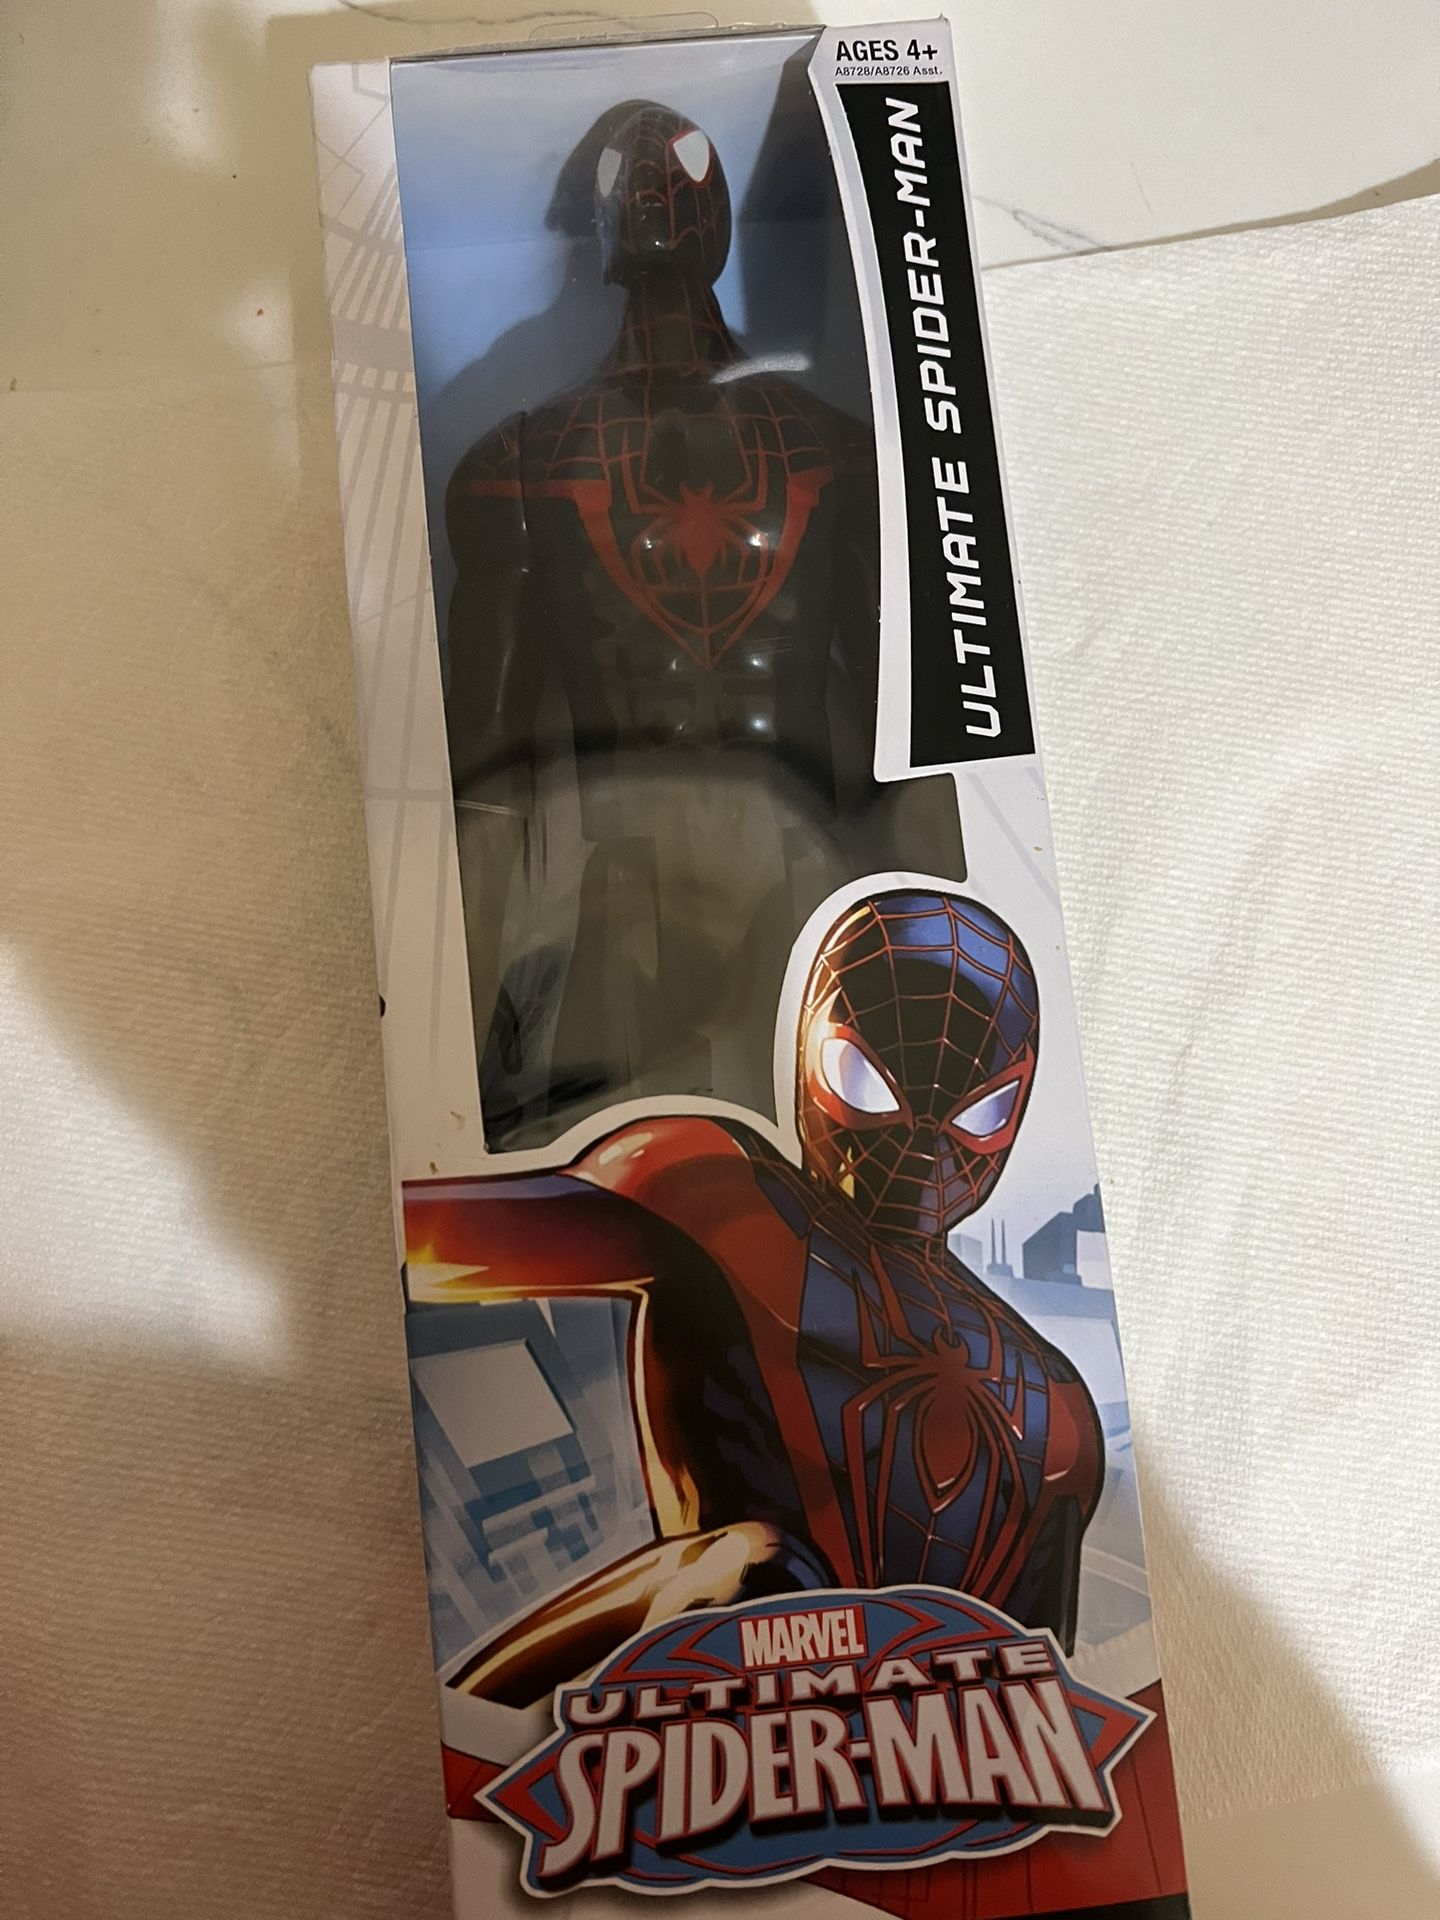 AGES 4+
A8728/A8726 Asst.
ULTIMATE SPIDER-MAN
MARVEL
ULTIMATE
SPIDER-MAN